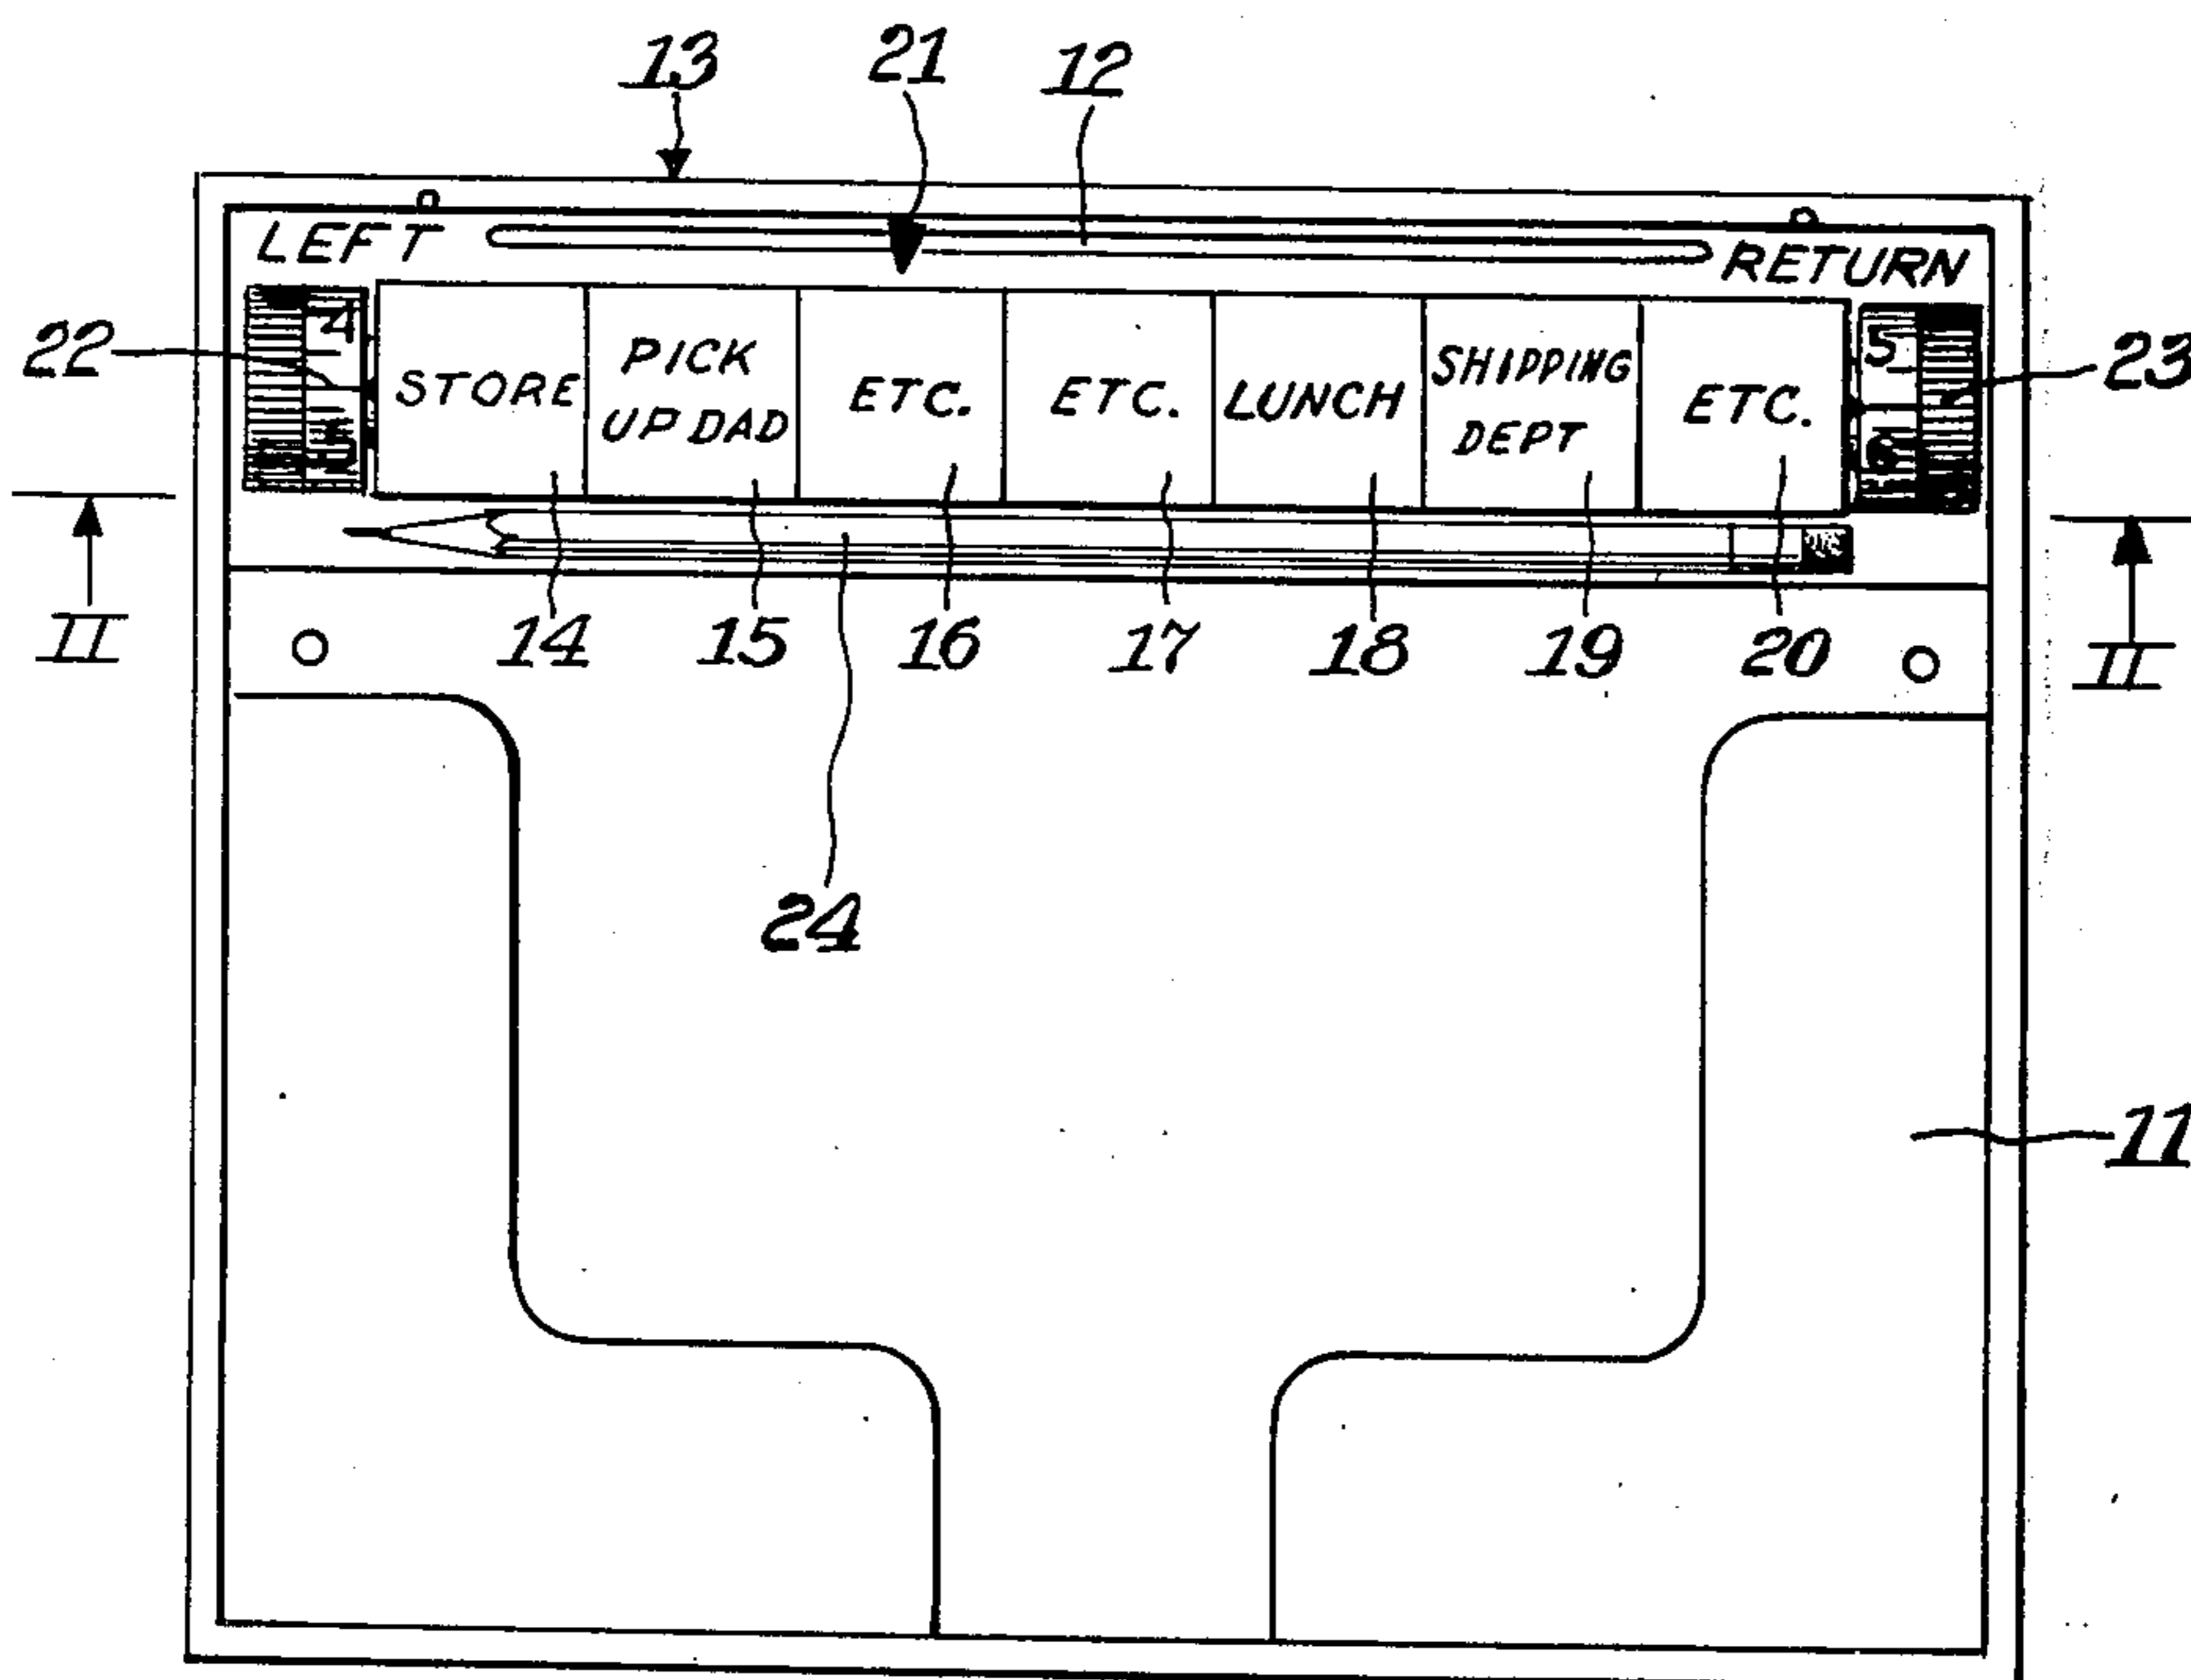 13 21 12
LEFT RETURN
22 4 STORE PICK UP DAD ETC. ETC. LUNCH SHIPPING DEPT ETC. 5 6 23
II 14 15 16 17 18 19 20 II
24
11